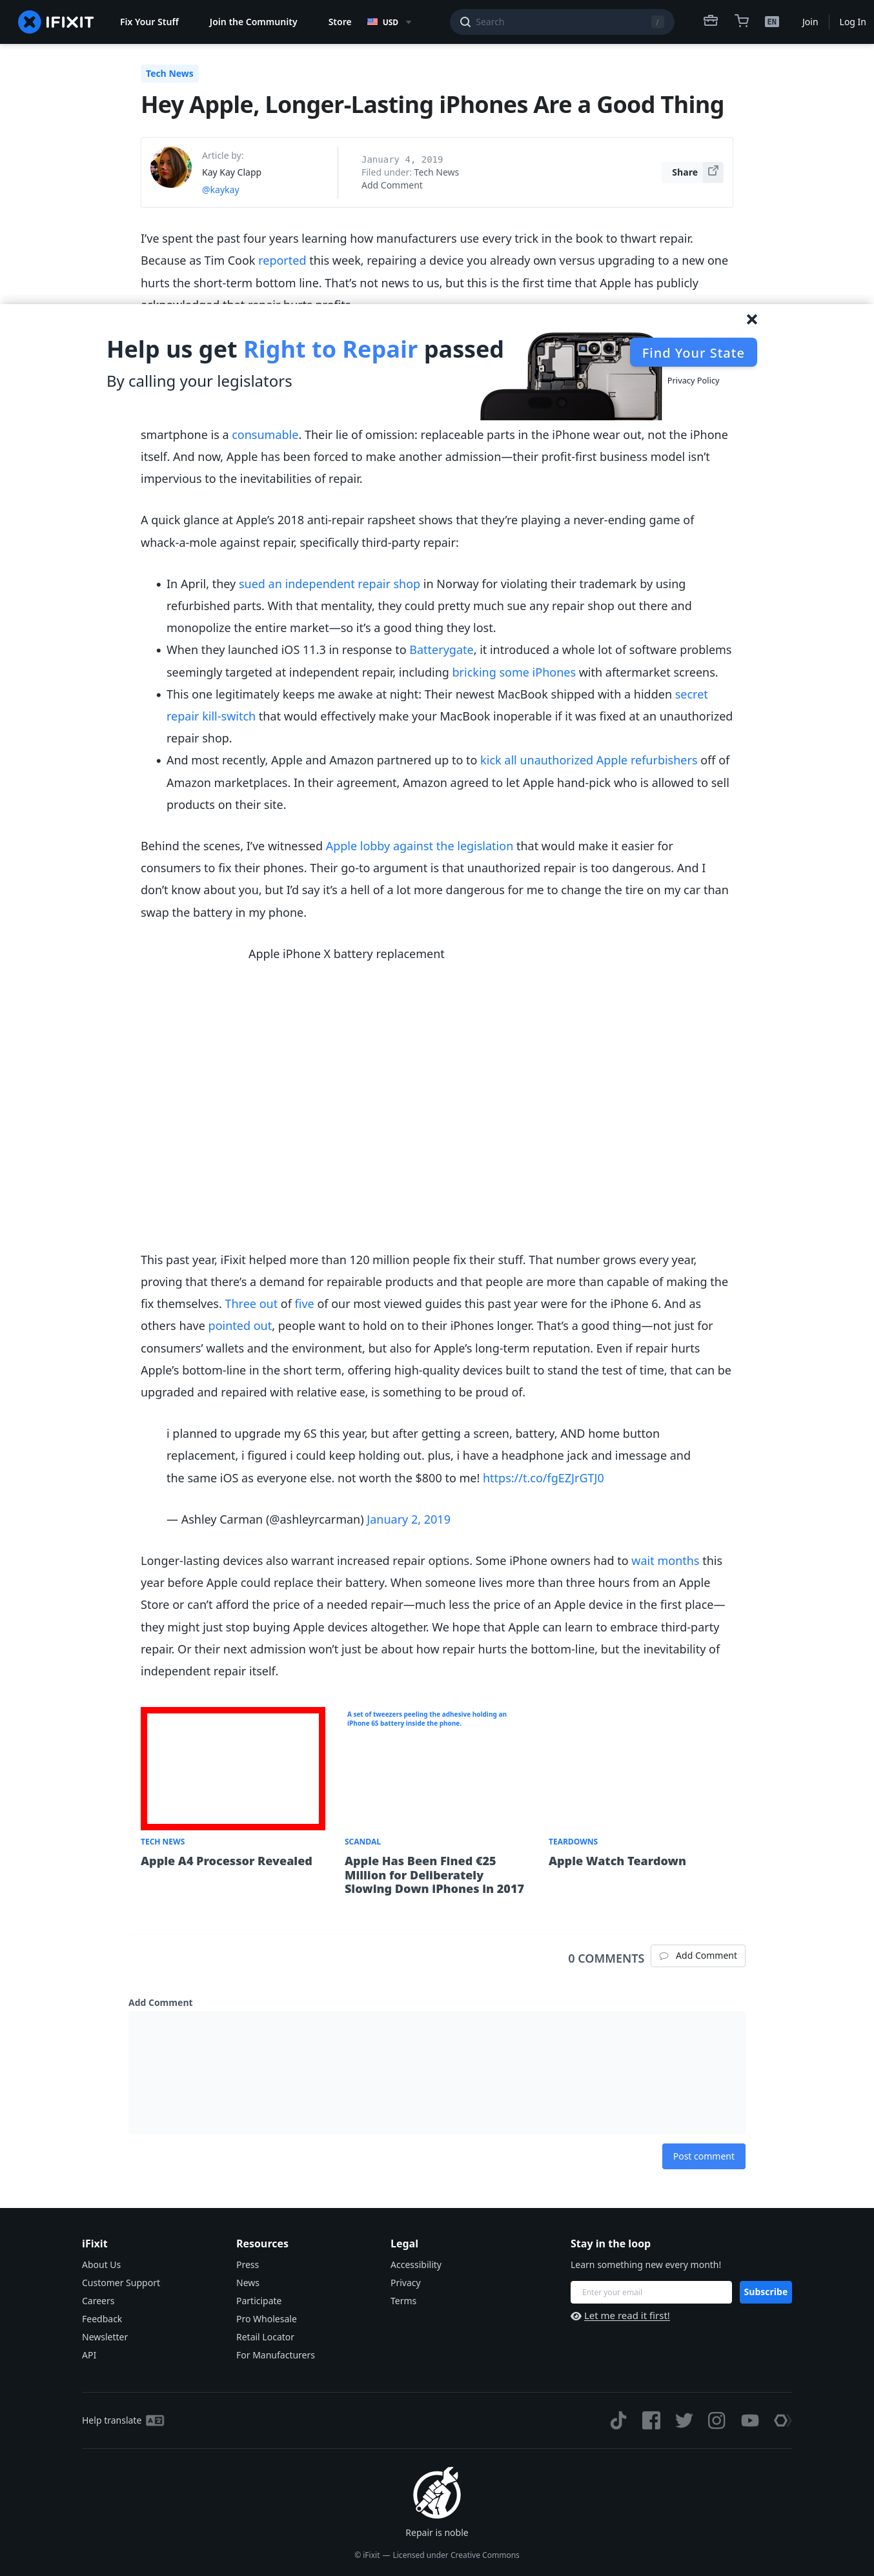 IFIXIT
Fix Your Stuff
Join the Community
Store
USD
Search
/
EN
Join
Log In
Tech News
Hey Apple, Longer-Lasting iPhones Are a Good Thing
Article by:
Kay Kay Clapp
@kaykay
January 4, 2019
Filed under: Tech News
Add Comment
Share
I’ve spent the past four years learning how manufacturers use every trick in the book to thwart repair.
Because as Tim Cook reported this week, repairing a device you already own versus upgrading to a new one
hurts the short-term bottom line. That’s not news to us, but this is the first time that Apple has publicly
acknowledged that repair hurts profits.
Help us get Right to Repair passed
By calling your legislators
Find Your State
Privacy Policy
smartphone is a consumable. Their lie of omission: replaceable parts in the iPhone wear out, not the iPhone
itself. And now, Apple has been forced to make another admission—their profit-first business model isn’t
impervious to the inevitabilities of repair.
A quick glance at Apple’s 2018 anti-repair rapsheet shows that they’re playing a never-ending game of
whack-a-mole against repair, specifically third-party repair:
• In April, they sued an independent repair shop in Norway for violating their trademark by using
refurbished parts. With that mentality, they could pretty much sue any repair shop out there and
monopolize the entire market—so it’s a good thing they lost.
• When they launched iOS 11.3 in response to Batterygate, it introduced a whole lot of software problems
seemingly targeted at independent repair, including bricking some iPhones with aftermarket screens.
• This one legitimately keeps me awake at night: Their newest MacBook shipped with a hidden secret
repair kill-switch that would effectively make your MacBook inoperable if it was fixed at an unauthorized
repair shop.
• And most recently, Apple and Amazon partnered up to to kick all unauthorized Apple refurbishers off of
Amazon marketplaces. In their agreement, Amazon agreed to let Apple hand-pick who is allowed to sell
products on their site.
Behind the scenes, I’ve witnessed Apple lobby against the legislation that would make it easier for
consumers to fix their phones. Their go-to argument is that unauthorized repair is too dangerous. And I
don’t know about you, but I’d say it’s a hell of a lot more dangerous for me to change the tire on my car than
swap the battery in my phone.
Apple iPhone X battery replacement
This past year, iFixit helped more than 120 million people fix their stuff. That number grows every year,
proving that there’s a demand for repairable products and that people are more than capable of making the
fix themselves. Three out of five of our most viewed guides this past year were for the iPhone 6. And as
others have pointed out, people want to hold on to their iPhones longer. That’s a good thing—not just for
consumers’ wallets and the environment, but also for Apple’s long-term reputation. Even if repair hurts
Apple’s bottom-line in the short term, offering high-quality devices built to stand the test of time, that can be
upgraded and repaired with relative ease, is something to be proud of.
i planned to upgrade my 6S this year, but after getting a screen, battery, AND home button
replacement, i figured i could keep holding out. plus, i have a headphone jack and imessage and
the same iOS as everyone else. not worth the $800 to me! https://t.co/fgEZJrGTJ0
— Ashley Carman (@ashleyrcarman) January 2, 2019
Longer-lasting devices also warrant increased repair options. Some iPhone owners had to wait months this
year before Apple could replace their battery. When someone lives more than three hours from an Apple
Store or can’t afford the price of a needed repair—much less the price of an Apple device in the first place—
they might just stop buying Apple devices altogether. We hope that Apple can learn to embrace third-party
repair. Or their next admission won’t just be about how repair hurts the bottom-line, but the inevitability of
independent repair itself.
A set of tweezers peeling the adhesive holding an
iPhone 6S battery inside the phone.
TECH NEWS
Apple A4 Processor Revealed
SCANDAL
Apple Has Been Fined €25
Million for Deliberately
Slowing Down iPhones in 2017
TEARDOWNS
Apple Watch Teardown
0 COMMENTS
Add Comment
Add Comment
Post comment
iFixit
About Us
Customer Support
Careers
Feedback
Newsletter
API
Resources
Press
News
Participate
Pro Wholesale
Retail Locator
For Manufacturers
Legal
Accessibility
Privacy
Terms
Stay in the loop
Learn something new every month!
Enter your email
Subscribe
Let me read it first!
Help translate
Repair is noble
© iFixit — Licensed under Creative Commons